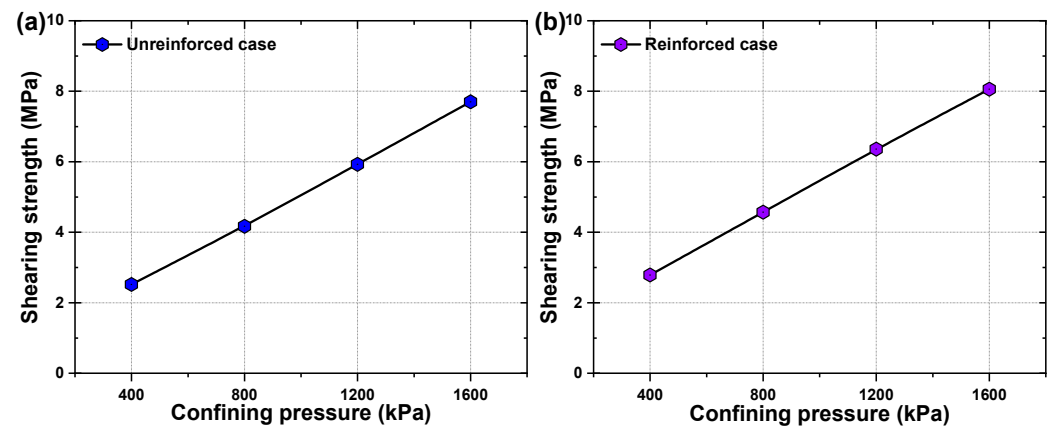 (a)
Unreinforced case
Shearing strength (MPa)
10
8
6
4
2
0
400 800 1200 1600
Confining pressure (kPa)
(b)
Reinforced case
Shearing strength (MPa)
10
8
6
4
2
0
400 800 1200 1600
Confining pressure (kPa)